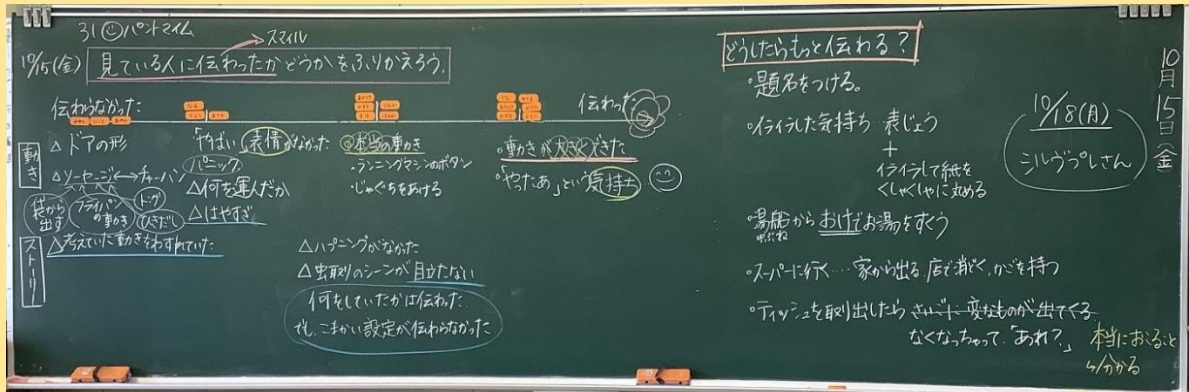 31☺パントマイム
→スマイル
10/15(金) 見ている人に伝わったかどうかをふりかえろう。
伝わらなかった
伝わった
動き
△ドアの形
△ソーセージ←→チャーハン
袋から出す
フライパンの動き
トング
ひきだし
「やばい」表情がなかった
パニック
△何を運んだか
△はやすぎ
◎本当の動き
・ランニングマシンのボタン
・じゃぐちをあける
・動きが大きくできた
・「やったあ」という気持ち
ストーリー
△考えていた動きをわすれていた
△ハプニングがなかった
△虫取りのシーンが目立たない
何をしていたかは伝わった
でも、こまかい設定が伝わらなかった
どうしたらもっと伝わる?
・題名をつける。
・イライラした気持ち 表じょう
+
イライラして紙を
くしゃくしゃに丸める
・湯船からおけでお湯をすくう
ゆぶね
・スーパーに行く…家から出る、店で消どく、かごを持つ
・ティッシュを取り出したら さいごに変なものが出てくる
なくなっちゃって、「あれ?」
本当におこること
分かる
10/18(月)
シルヴプレさん
10月15日(金)